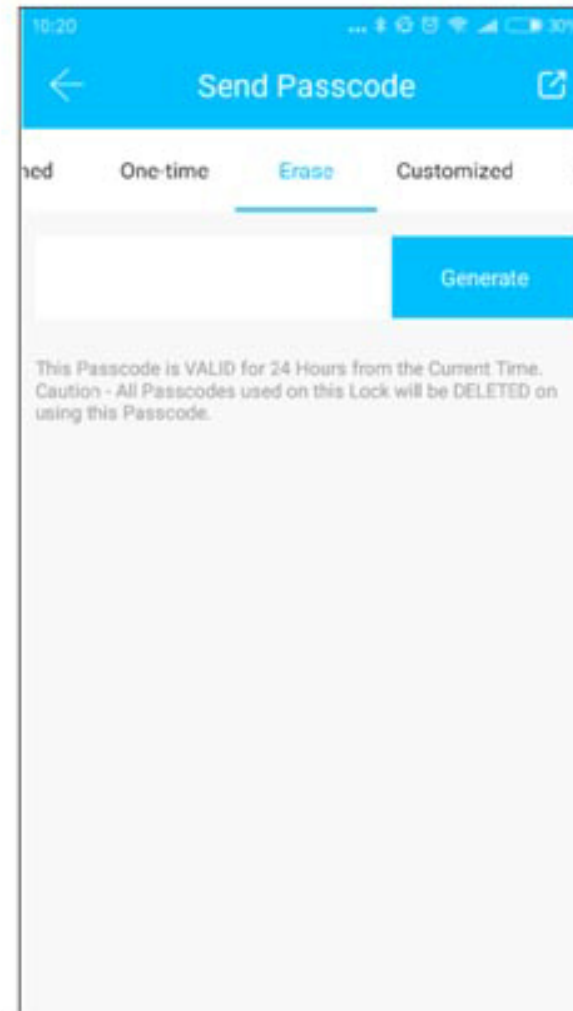 10:20 ... 30%
Send Passcode
ned One-time Erase Customized
Generate
This Passcode is VALID for 24 Hours from the Current Time.
Caution - All Passcodes used on this Lock will be DELETED on
using this Passcode.